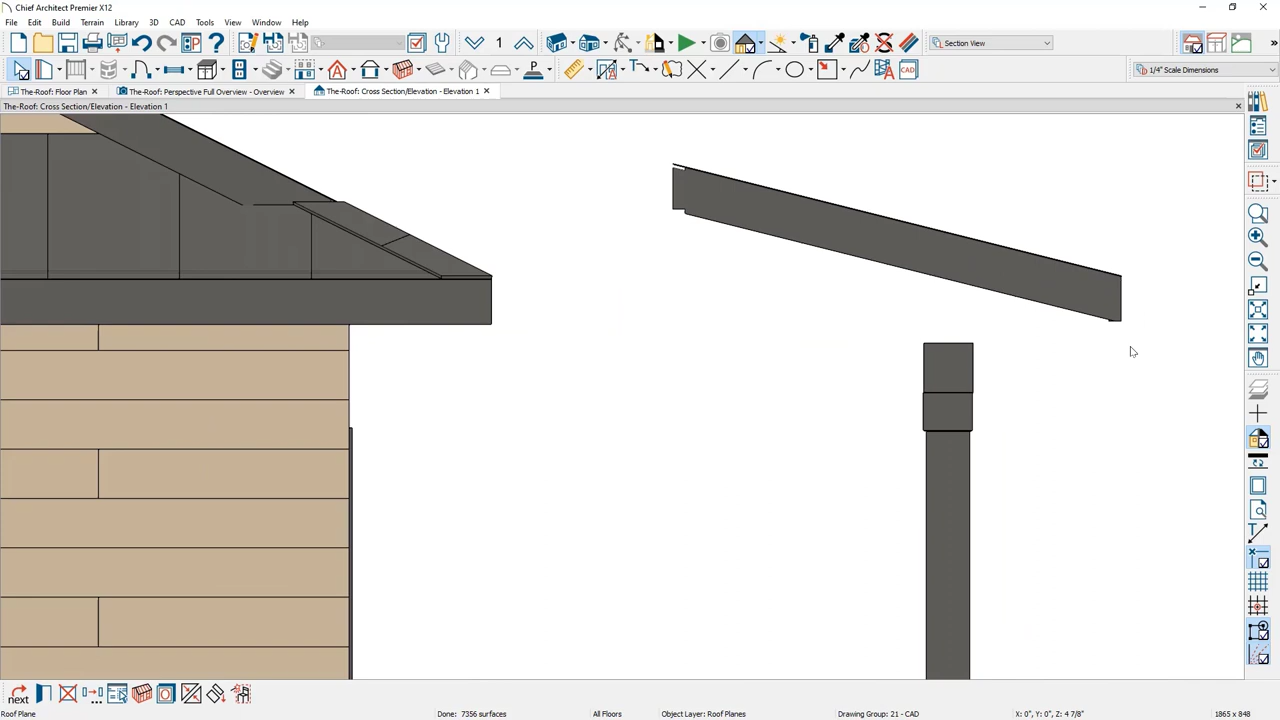 Chief Architect Premier X12
File Edit Build Terrain Library 3D CAD Tools View Window Help
1
Section View
CAD
1/4" Scale Dimensions
The-Roof: Floor Plan
The-Roof: Perspective Full Overview - Overview
The-Roof: Cross Section/Elevation - Elevation 1
The-Roof: Cross Section/Elevation - Elevation 1
next
Roof Plane
Done: 7356 surfaces
All Floors
Object Layer: Roof Planes
Drawing Group: 21 - CAD
X: 0", Y: 0", Z: 4 7/8"
1865 x 848